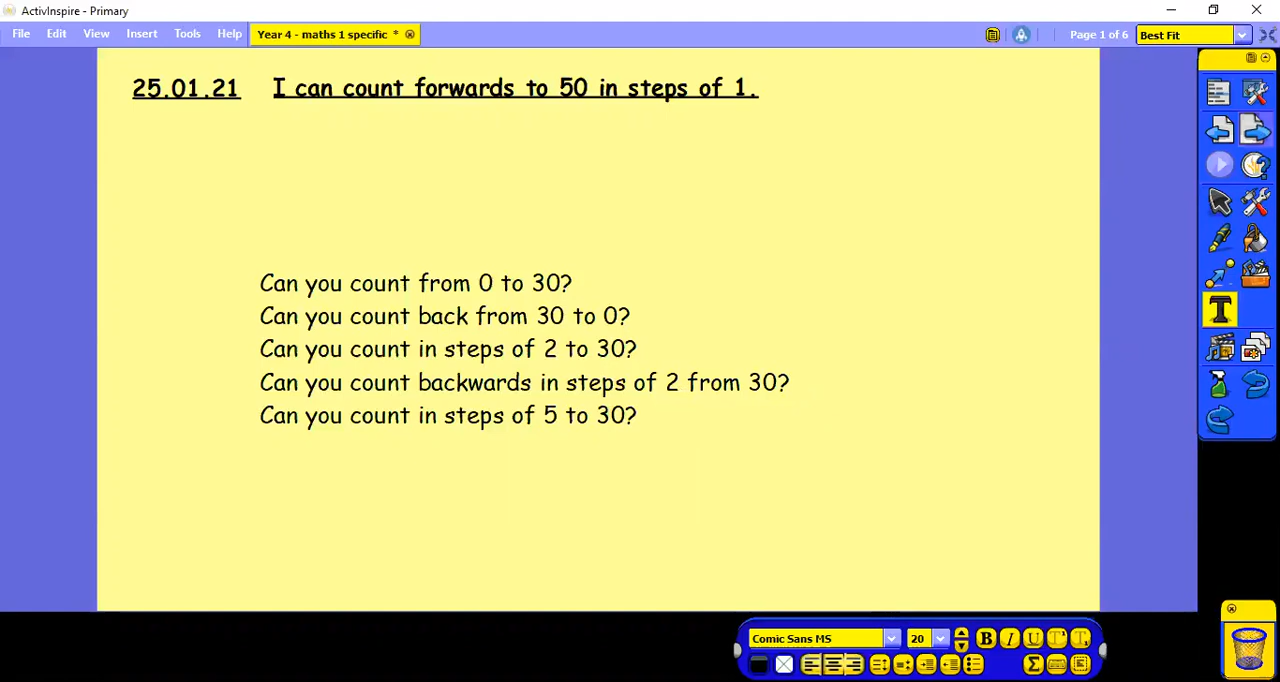 ActivInspire - Primary
File Edit View Insert Tools Help Year 4 - maths 1 specific * Page 1 of 6 Best Fit
25.01.21 I can count forwards to 50 in steps of 1.
Can you count from 0 to 30?
Can you count back from 30 to 0?
Can you count in steps of 2 to 30?
Can you count backwards in steps of 2 from 30?
Can you count in steps of 5 to 30?
Comic Sans MS 20 B I U T T